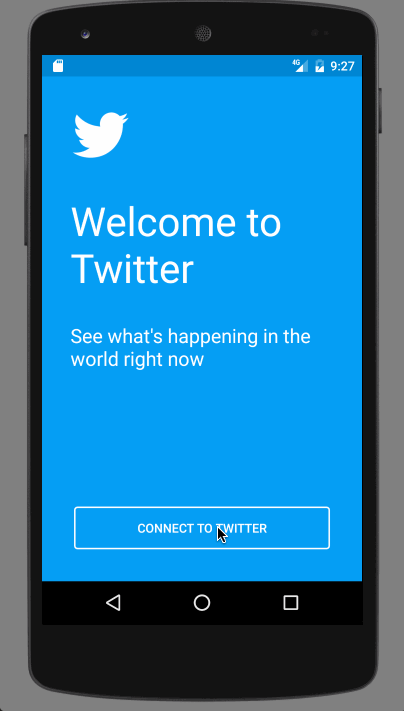 4G 9:27
Welcome to
Twitter
See what's happening in the
world right now
CONNECT TO TWITTER